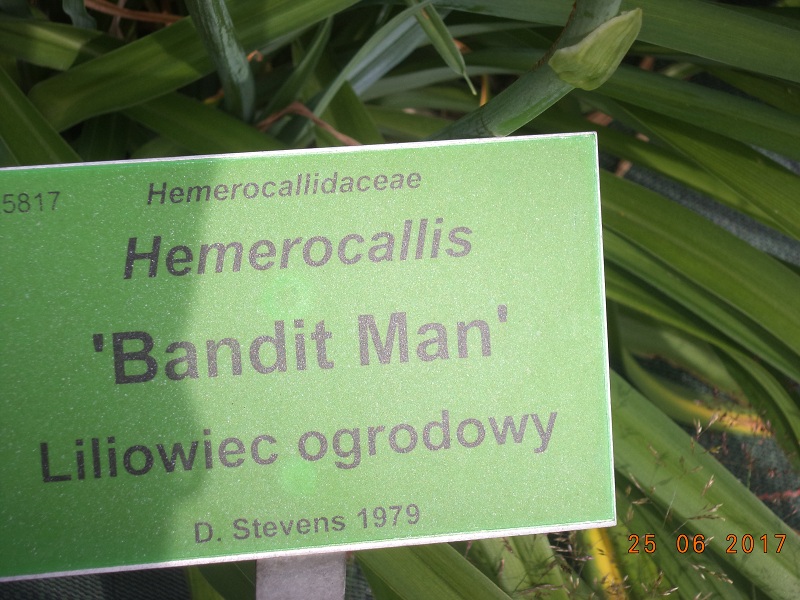 5817
Hemerocallidaceae
Hemerocallis
'Bandit Man'
Liliowiec ogrodowy
D. Stevens 1979
25 06 2017